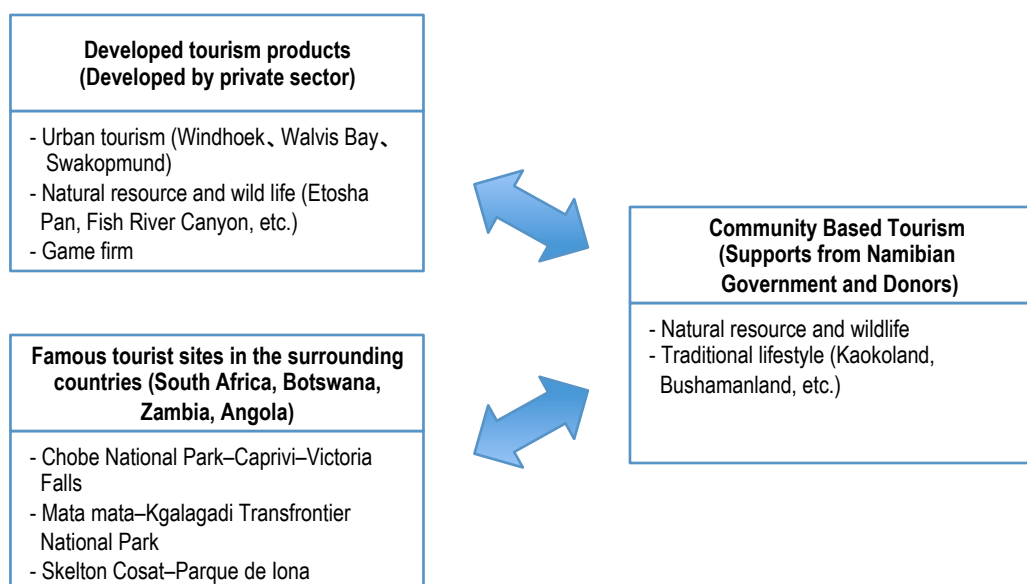 Developed tourism products
(Developed by private sector)
- Urban tourism (Windhoek、Walvis Bay、
Swakopmund)
- Natural resource and wild life (Etosha
Pan, Fish River Canyon, etc.)
- Game firm
Famous tourist sites in the surrounding
countries (South Africa, Botswana,
Zambia, Angola)
- Chobe National Park–Caprivi–Victoria
Falls
- Mata mata–Kgalagadi Transfrontier
National Park
- Skelton Cosat–Parque de Iona
Community Based Tourism
(Supports from Namibian
Government and Donors)
- Natural resource and wildlife
- Traditional lifestyle (Kaokoland,
Bushamanland, etc.)